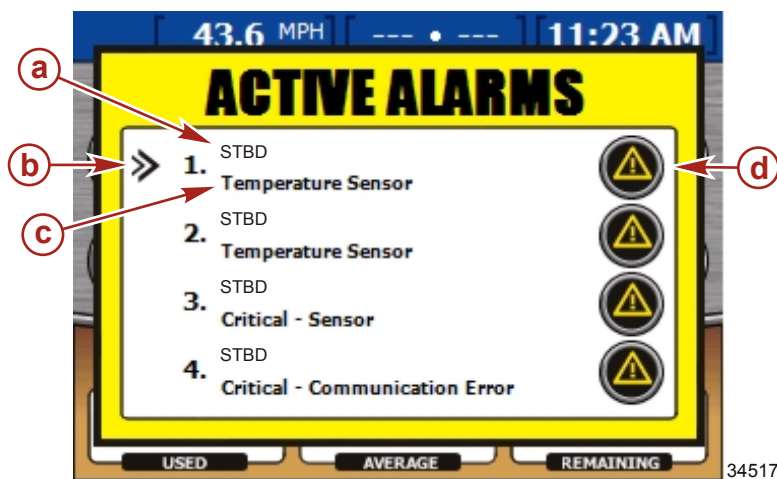 43.6 MPH --- • --- 11:23 AM
ACTIVE ALARMS
a
STBD
b
1.
Temperature Sensor
d
c
STBD
2.
Temperature Sensor
STBD
3.
Critical - Sensor
STBD
4.
Critical - Communication Error
USED AVERAGE REMAINING
34517